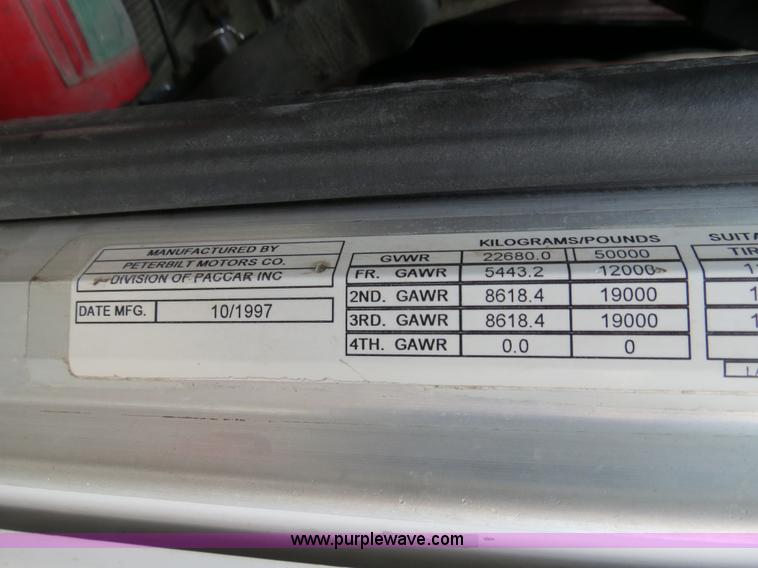 MANUFACTURED BY
PETERBILT MOTORS CO.
DIVISION OF PACCAR INC
DATE MFG. 10/1997
KILOGRAMS/POUNDS
GVWR 22680.0 50000
FR. GAWR 5443.2 12000
2ND. GAWR 8618.4 19000
3RD. GAWR 8618.4 19000
4TH. GAWR 0.0 0
www.purplewave.com